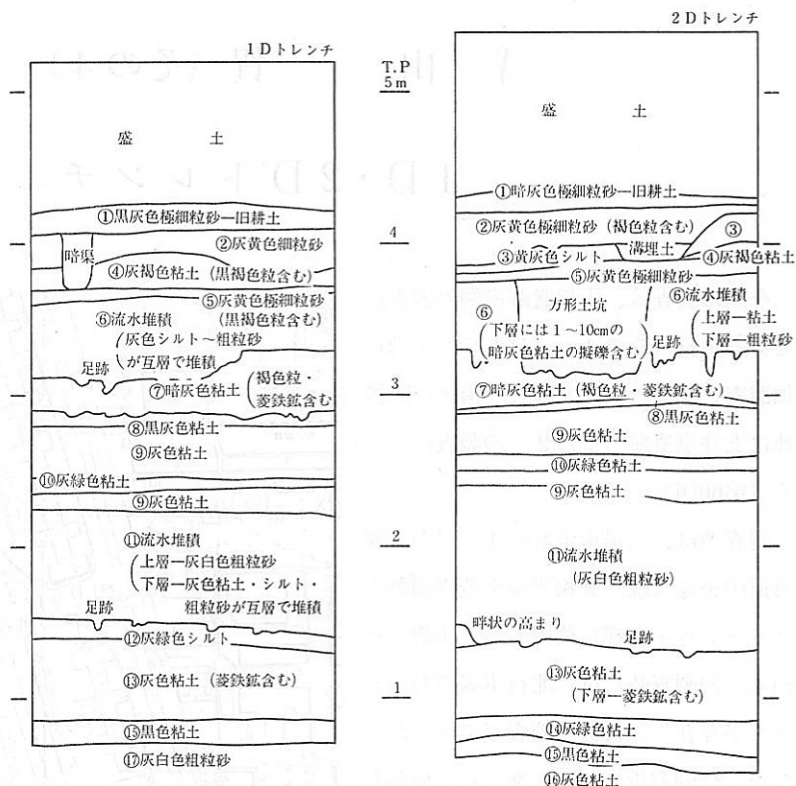 1Dトレンチ
盛 土
①黒灰色極細粒砂—旧耕土
②灰黄色細粒砂
暗渠
④灰褐色粘土(黒褐色粒含む)
⑤灰黄色極細粒砂
(黒褐色粒含む)
⑥流水堆積
灰色シルト〜粗粒砂
が互層で堆積
足跡
⑦暗灰色粘土
褐色粒・
菱鉄鉱含む
⑧黒灰色粘土
⑨灰色粘土
⑩灰緑色粘土
⑨灰色粘土
⑪流水堆積
上層—灰白色粗粒砂
下層—灰色粘土・シルト・
粗粒砂が互層で堆積
足跡
⑫灰緑色シルト
⑬灰色粘土(菱鉄鉱含む)
⑮黒色粘土
⑰灰白色粗粒砂
T.P
5m
4
3
2
1
2Dトレンチ
盛 土
①暗灰色極細粒砂—旧耕土
②灰黄色極細粒砂(褐色粒含む)
③
溝埋土
③黄灰色シルト
④灰褐色粘土
⑤灰黄色極細粒砂
方形土坑
⑥流水堆積
上層—粘土
下層—粗粒砂
⑥
下層には1〜10cmの
暗灰色粘土の擬礫含む
足跡
⑦暗灰色粘土(褐色粒・菱鉄鉱含む)
⑧黒灰色粘土
⑨灰色粘土
⑩灰緑色粘土
⑨灰色粘土
⑪流水堆積
(灰白色粗粒砂)
畔状の高まり
足跡
⑬灰色粘土
(下層—菱鉄鉱含む)
⑭灰緑色粘土
⑮黒色粘土
⑯灰色粘土